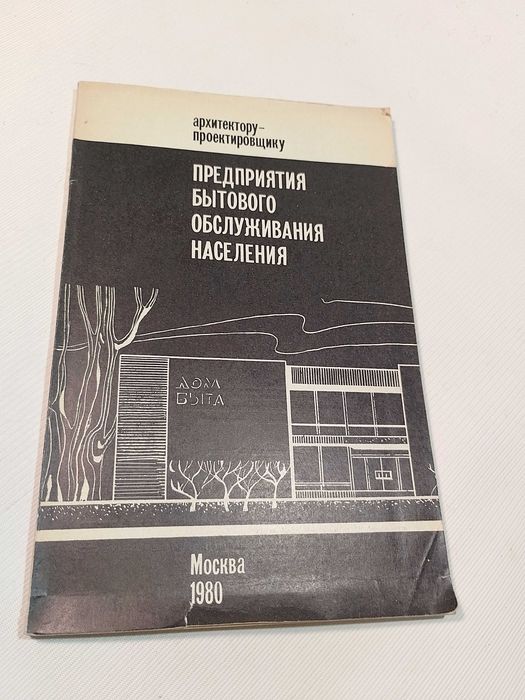 архитектору-
проектировщику
ПРЕДПРИЯТИЯ
БЫТОВОГО
ОБСЛУЖИВАНИЯ
НАСЕЛЕНИЯ
ДОМ
БЫТА
Москва
1980